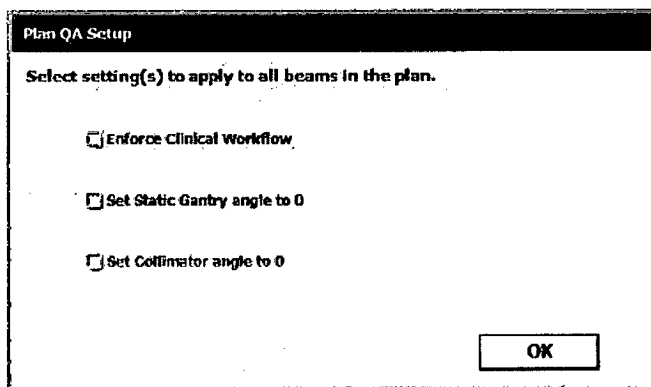 Plan QA Setup
Select setting(s) to apply to all beams in the plan.
Enforce Clinical Workflow
Set Static Gantry angle to 0
Set Collimator angle to 0
OK